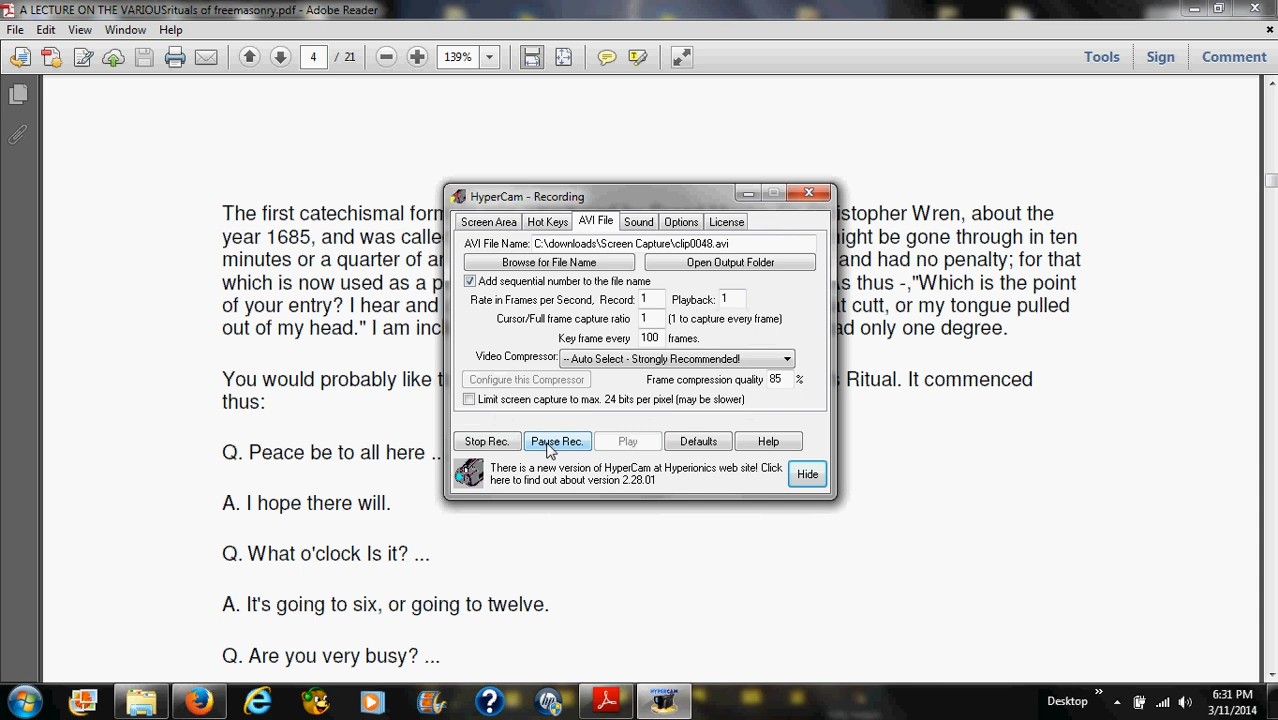 A LECTURE ON THE VARIOUSrituals of freemasonry.pdf - Adobe Reader
File Edit View Window Help
4 / 21 139% Tools Sign Comment
The first catechismal form
year 1685, and was calle
minutes or a quarter of an
which is now used as a p
of your entry? I hear and
out of my head." I am inc
istopher Wren, about the
ight be gone through in ten
and had no penalty; for that
s thus -,"Which is the point
t cutt, or my tongue pulled
ad only one degree.
You would probably like t
s Ritual. It commenced
thus:
Q. Peace be to all here ...
A. I hope there will.
Q. What o'clock Is it? ...
A. It's going to six, or going to twelve.
Q. Are you very busy? ...
HyperCam - Recording
Screen Area Hot Keys AVI File Sound Options License
AVI File Name: C:\downloads\Screen Capture\clip0048.avi
Browse for File Name Open Output Folder
Add sequential number to the file name
Rate in Frames per Second, Record: 1 Playback: 1
Cursor/Full frame capture ratio 1 (1 to capture every frame)
Key frame every 100 frames.
Video Compressor: -- Auto Select - Strongly Recommended!
Configure this Compressor Frame compression quality 85 %
Limit screen capture to max. 24 bits per pixel (may be slower)
Stop Rec. Pause Rec. Play Defaults Help
There is a new version of HyperCam at Hyperionics web site! Click
here to find out about version 2.28.01
Hide
HYPERCAM
Desktop »
6:31 PM
3/11/2014